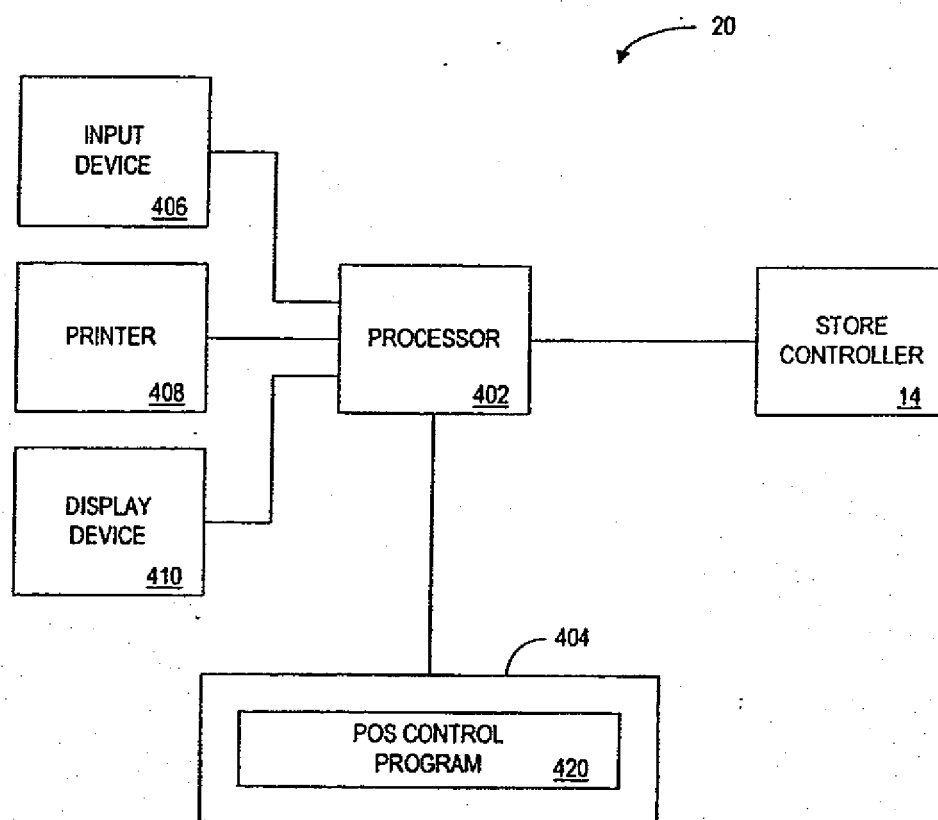 20
INPUT
DEVICE
406
PRINTER
408
DISPLAY
DEVICE
410
PROCESSOR
402
STORE
CONTROLLER
14
404
POS CONTROL
PROGRAM
420